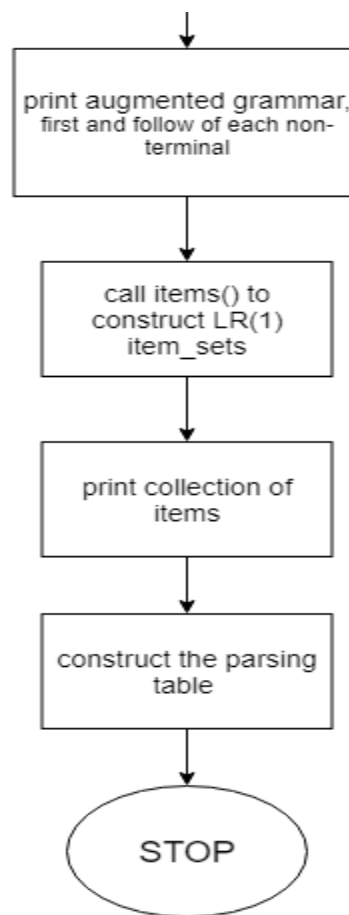 print augmented grammar,
first and follow of each non-
terminal
call items() to
construct LR(1)
item_sets
print collection of
items
construct the parsing
table
STOP